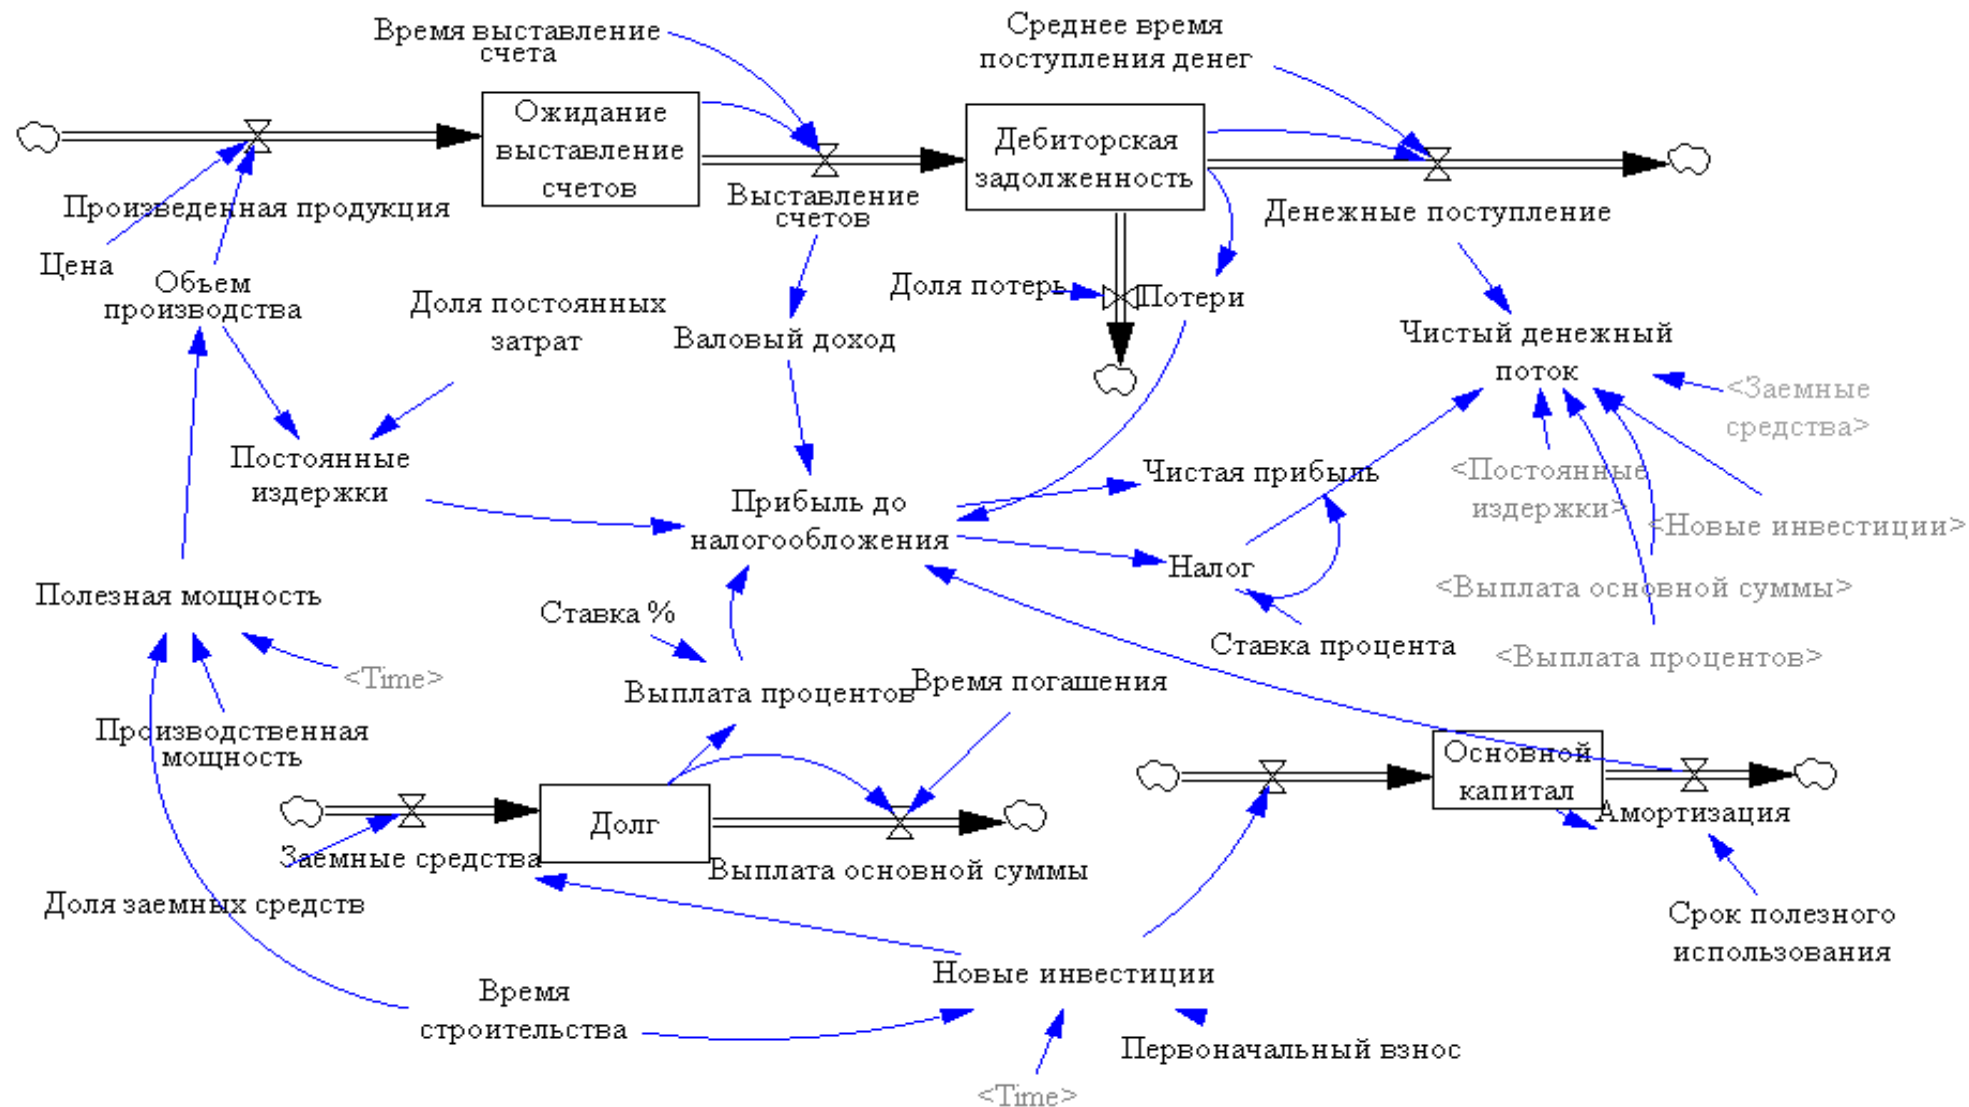 Время выставление
счета
Среднее время
поступления денег
Ожидание
выставление
счетов
Дебиторская
задолженность
Выставление
счетов
Произведенная продукция
Денежные поступление
Цена
Объем
производства
Доля постоянных
затрат
Доля потерь
Потери
Валовый доход
Чистый денежный
поток
<Заемные
средства>
Постоянные
издержки
Чистая прибыль
<Постоянные
издержки>
Прибыль до
налогообложения
<Новые инвестиции>
Налог
<Выплата основной суммы>
Полезная мощность
Ставка %
Ставка процента
<Выплата процентов>
<Time>
Выплата процентов
Время погашения
Производственная
мощность
Основной
капитал
Долг
Амортизация
Заемные средства
Выплата основной суммы
Доля заемных средств
Срок полезного
использования
Новые инвестиции
Время
строительства
Первоначальный взнос
<Time>